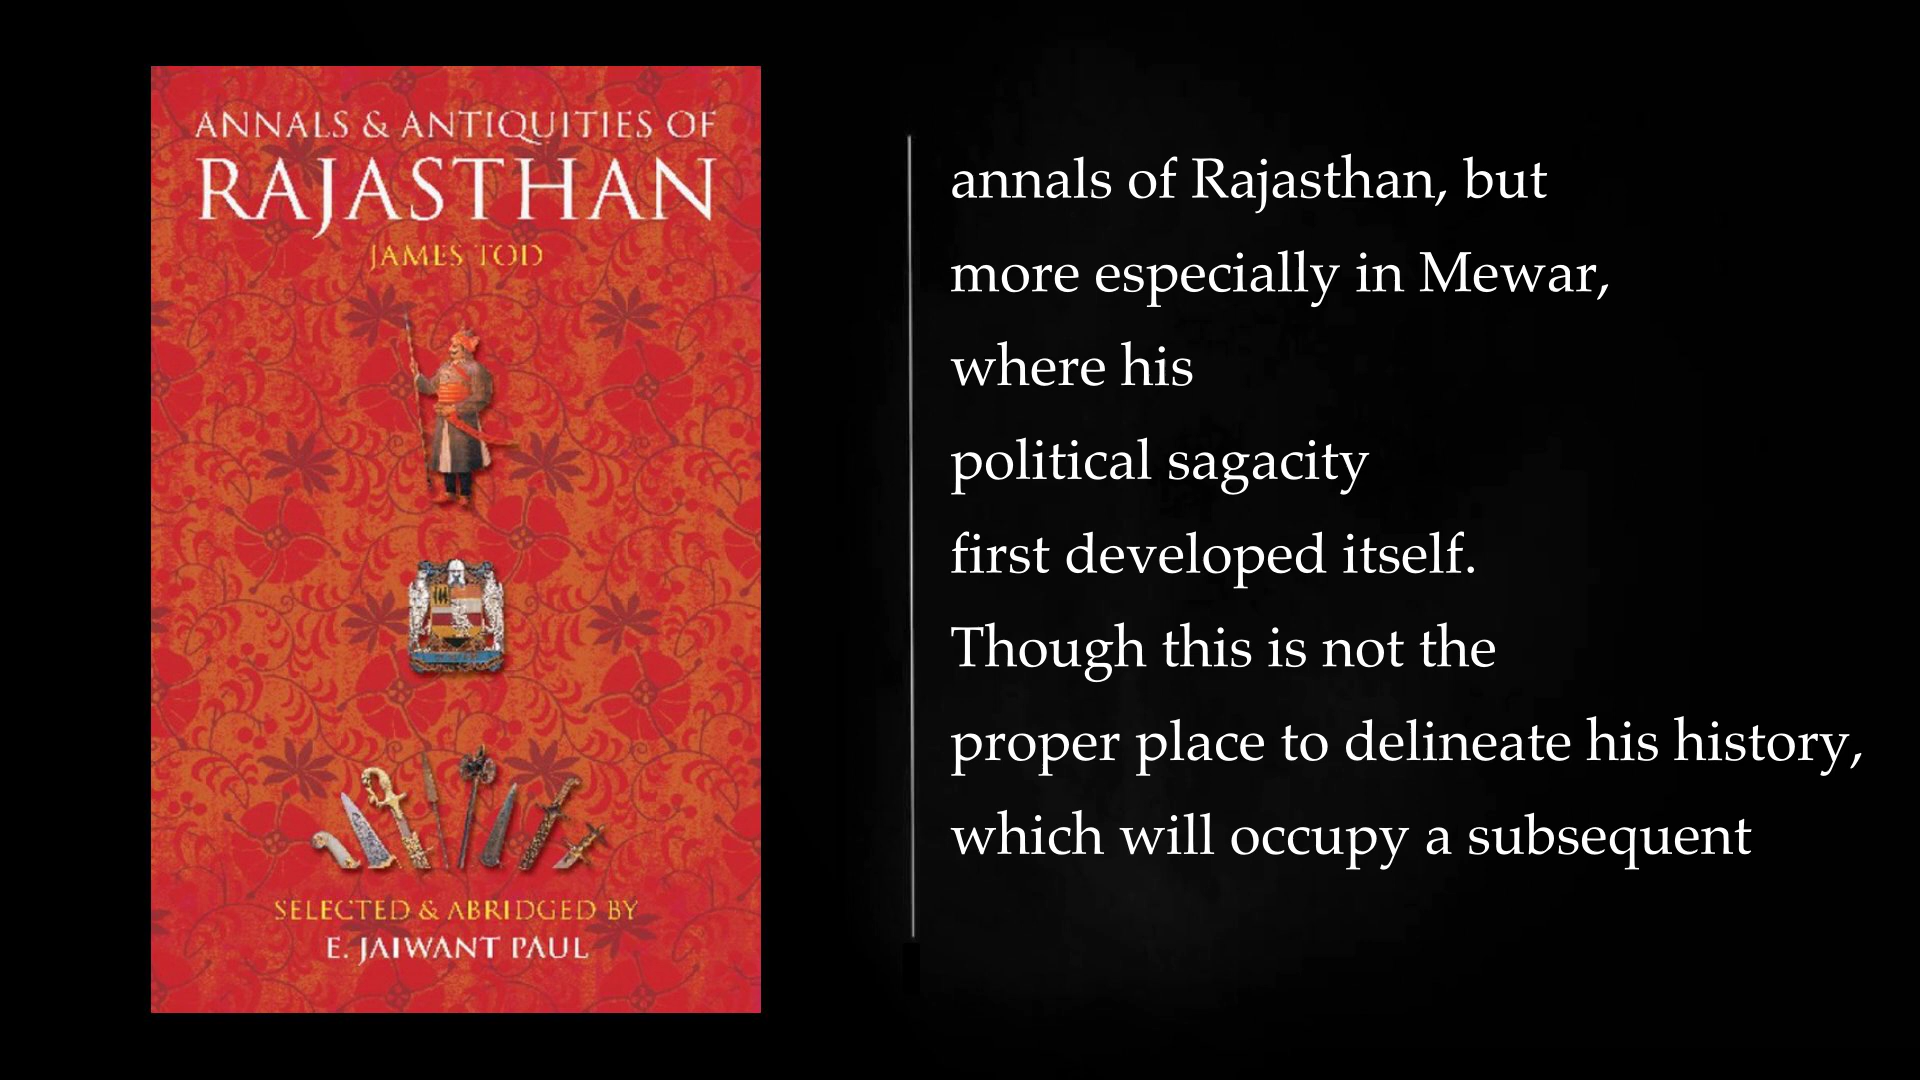 ANNALS & ANTIQUITIES OF
RAJASTHAN
JAMES TOD
SELECTED & ABRIDGED BY
E. JAIWANT PAUL
annals of Rajasthan, but
more especially in Mewar,
where his
political sagacity
first developed itself.
Though this is not the
proper place to delineate his history,
which will occupy a subsequent